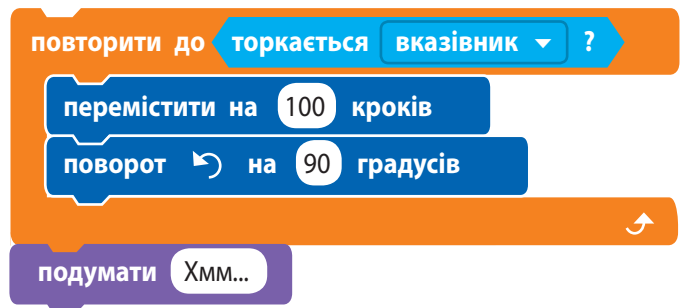 повторити до торкається вказівник ?
перемістити на 100 кроків
поворот на 90 градусів
подумати Хмм...